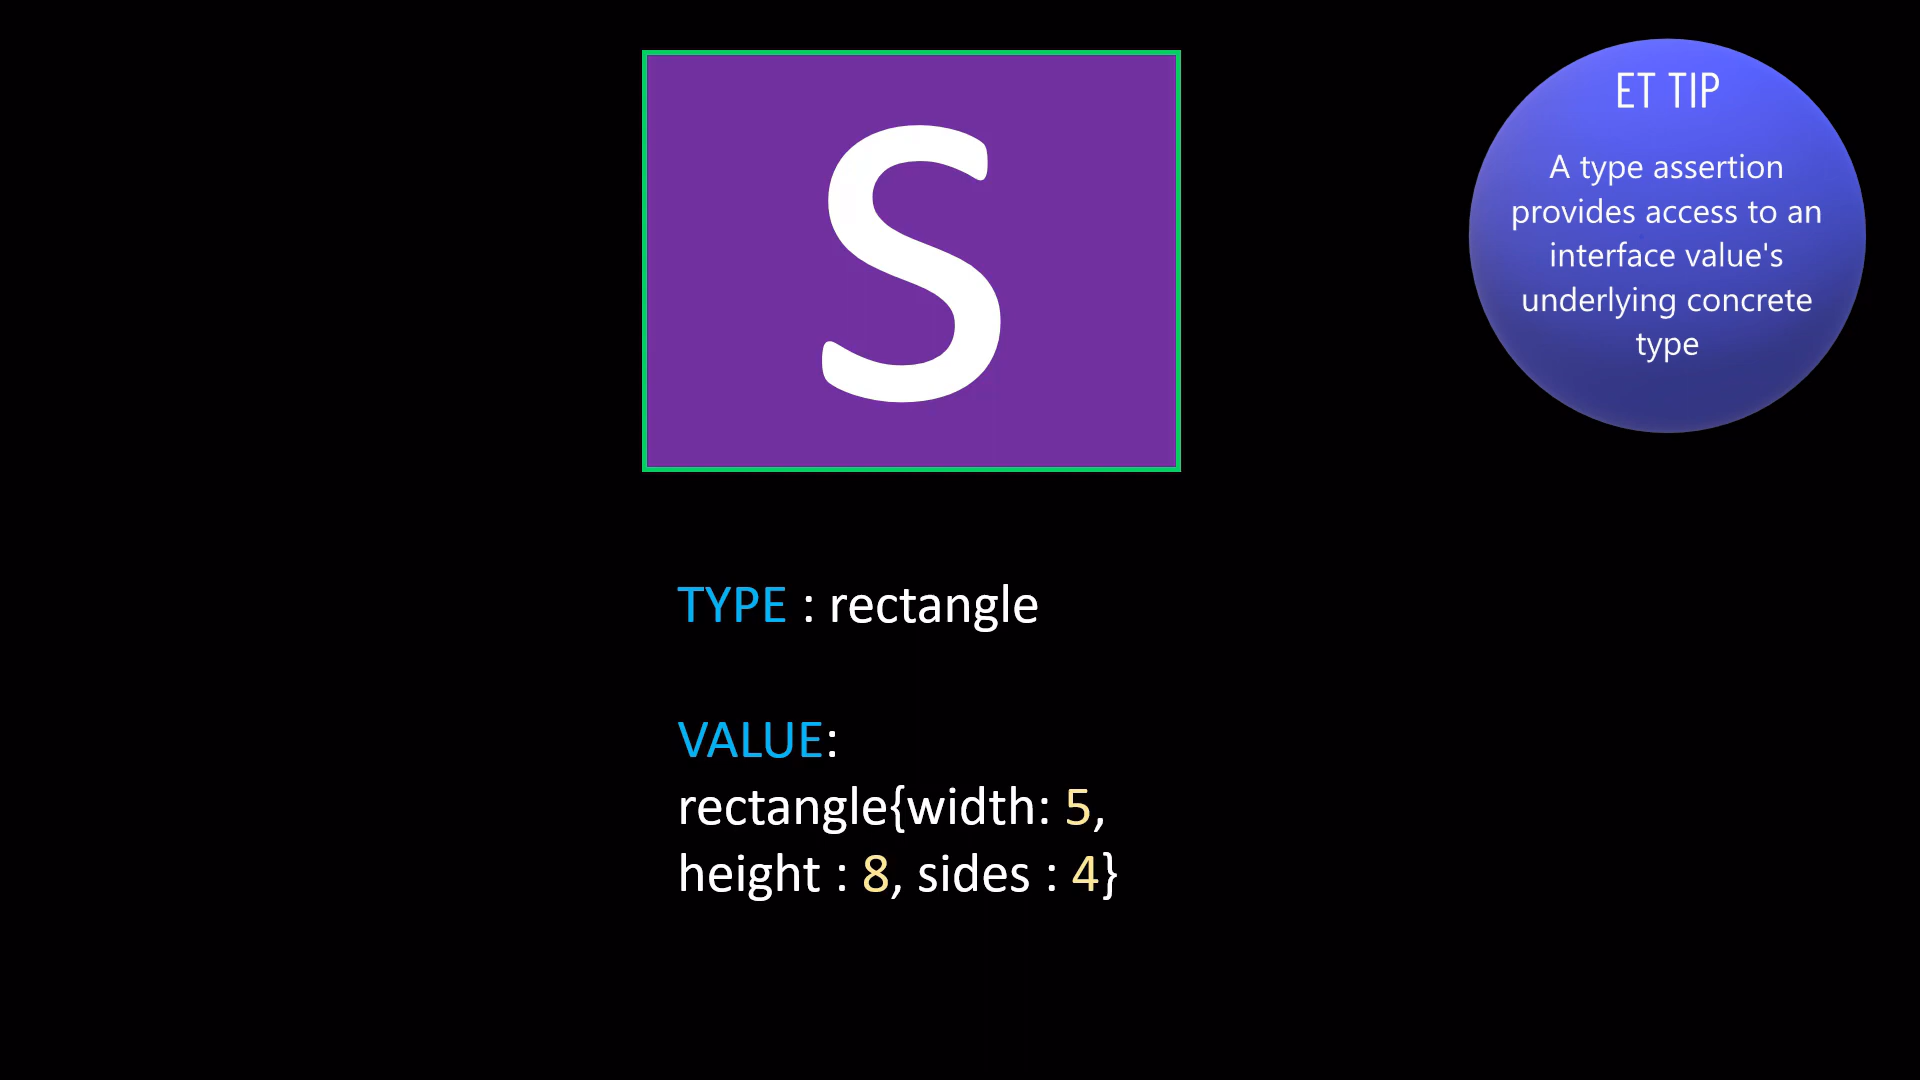 S
TYPE : rectangle
VALUE:
rectangle{width: 5,
height : 8, sides : 4}
ET TIP
A type assertion
provides access to an
interface value's
underlying concrete
type